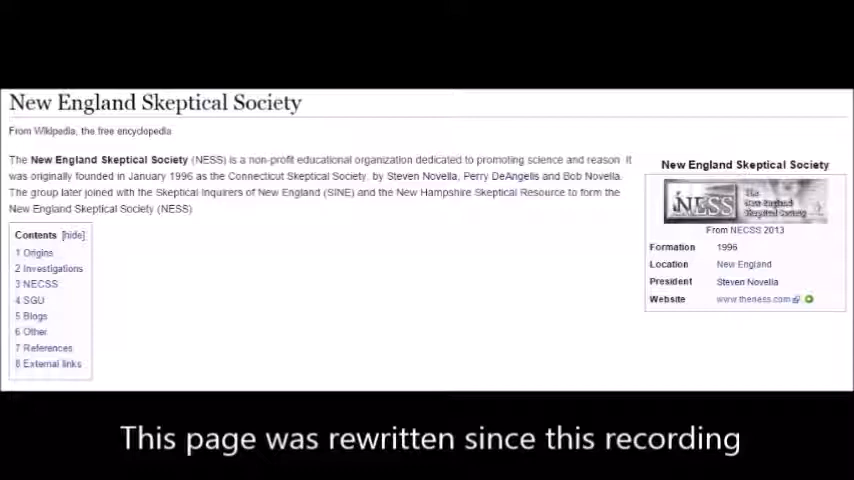 New England Skeptical Society
From Wikipedia, the free encyclopedia
The New England Skeptical Society (NESS) is a non-profit educational organization dedicated to promoting science and reason It
was originally founded in January 1996 as the Connecticut Skeptical Society. by Steven Novella, Perry DeAngelis and Bob Novella.
The group later joined with the Skeptical Inquirers of New England (SINE) and the New Hampshire Skeptical Resource to form the
New England Skeptical Society (NESS)
Contents [hide]
1 Origins
2 Investigations
3 NECSS
4 SGU
5 Blogs
6 Other
7 References
8 External links
New England Skeptical Society
NESS
The
New England
Skeptical Society
From NECSS 2013
Formation 1996
Location New England
President Steven Novella
Website www.theness.com
This page was rewritten since this recording